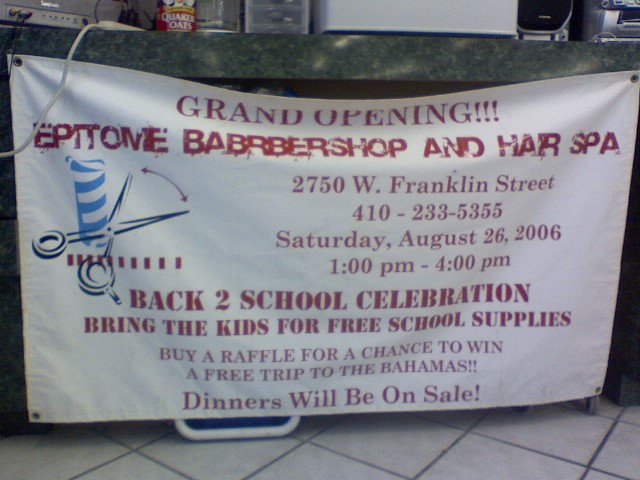 QUAKER
OATS
GRAND OPENING!!!
EPITOME BABRBERSHOP AND HAIR SPA
2750 W. Franklin Street
410 - 233-5355
Saturday, August 26, 2006
1:00 pm - 4:00 pm
BACK 2 SCHOOL CELEBRATION
BRING THE KIDS FOR FREE SCHOOL SUPPLIES
BUY A RAFFLE FOR A CHANCE TO WIN
A FREE TRIP TO THE BAHAMAS!!
Dinners Will Be On Sale!